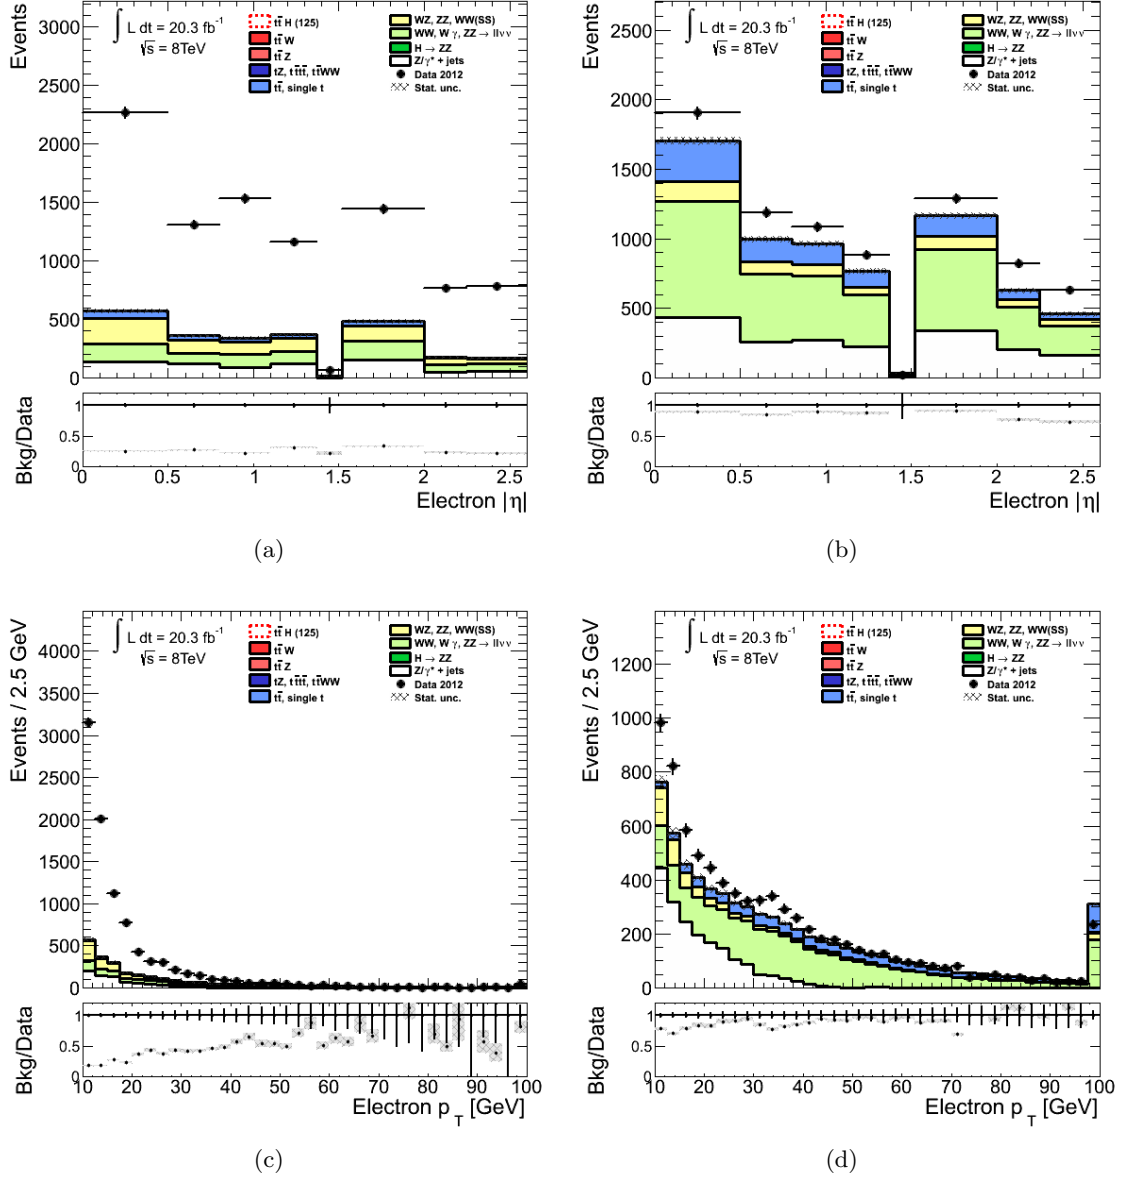 Events
3000
2500
2000
1500
1000
500
0
∫ L dt = 20.3 fb⁻¹
√s = 8TeV
tt̄ H (125)
tt̄ W
tt̄ Z
tZ, tt̄tt̄, tt̄WW
tt̄, single t
WZ, ZZ, WW(SS)
WW, W γ, ZZ → llνν
H → ZZ
Z/γ* + jets
Data 2012
Stat. unc.
Bkg/Data
1
0.5
0
0 0.5 1 1.5 2 2.5
Electron |η|
(a)
Events
2500
2000
1500
1000
500
0
∫ L dt = 20.3 fb⁻¹
√s = 8TeV
tt̄ H (125)
tt̄ W
tt̄ Z
tZ, tt̄tt̄, tt̄WW
tt̄, single t
WZ, ZZ, WW(SS)
WW, W γ, ZZ → llνν
H → ZZ
Z/γ* + jets
Data 2012
Stat. unc.
Bkg/Data
1
0.5
0
0 0.5 1 1.5 2 2.5
Electron |η|
(b)
Events / 2.5 GeV
4000
3500
3000
2500
2000
1500
1000
500
0
∫ L dt = 20.3 fb⁻¹
√s = 8TeV
tt̄ H (125)
tt̄ W
tt̄ Z
tZ, tt̄tt̄, tt̄WW
tt̄, single t
WZ, ZZ, WW(SS)
WW, W γ, ZZ → llνν
H → ZZ
Z/γ* + jets
Data 2012
Stat. unc.
Bkg/Data
1
0.5
0
10 20 30 40 50 60 70 80 90 100
Electron p_T [GeV]
(c)
Events / 2.5 GeV
1200
1000
800
600
400
200
0
∫ L dt = 20.3 fb⁻¹
√s = 8TeV
tt̄ H (125)
tt̄ W
tt̄ Z
tZ, tt̄tt̄, tt̄WW
tt̄, single t
WZ, ZZ, WW(SS)
WW, W γ, ZZ → llνν
H → ZZ
Z/γ* + jets
Data 2012
Stat. unc.
Bkg/Data
1
0.5
0
10 20 30 40 50 60 70 80 90 100
Electron p_T [GeV]
(d)